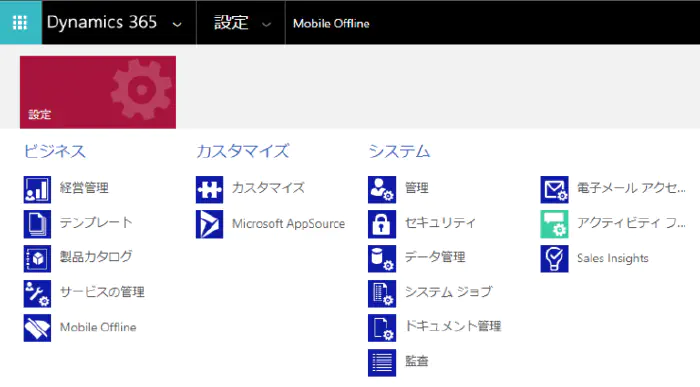 Dynamics 365
設定
Mobile Offline
設定
ビジネス
経営管理
テンプレート
製品カタログ
サービスの管理
Mobile Offline
カスタマイズ
カスタマイズ
Microsoft AppSource
システム
管理
セキュリティ
データ管理
システム ジョブ
ドキュメント管理
監査
電子メール アクセ...
アクティビティ フ...
Sales Insights